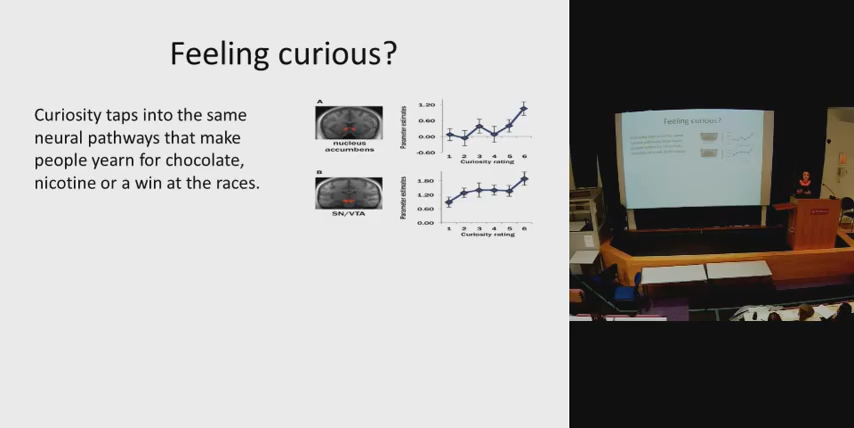 Feeling curious?
Curiosity taps into the same
neural pathways that make
people yearn for chocolate,
nicotine or a win at the races.
A
nucleus
accumbens
Parameter estimates
1.20
0.60
0.00
-0.60
1 2 3 4 5 6
Curiosity rating
B
SN/VTA
Parameter estimates
1.80
1.20
0.60
0.00
1 2 3 4 5 6
Curiosity rating
Feeling curious?